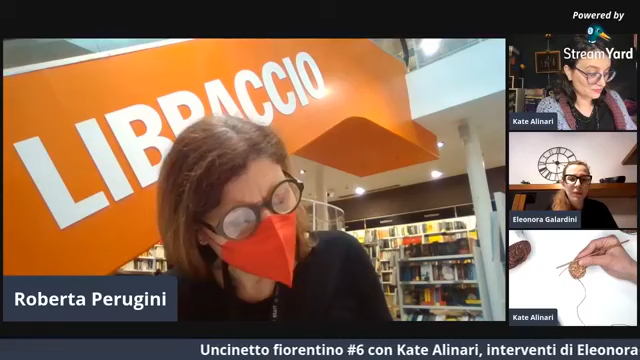 Powered by
StreamYard
LIBRACCIO
Kate Alinari
Eleonora Galardini
Roberta Perugini
Kate Alinari
Uncinetto fiorentino #6 con Kate Alinari, interventi di Eleonora